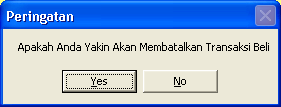 Peringatan
Apakah Anda Yakin Akan Membatalkan Transaksi Beli
Yes
No